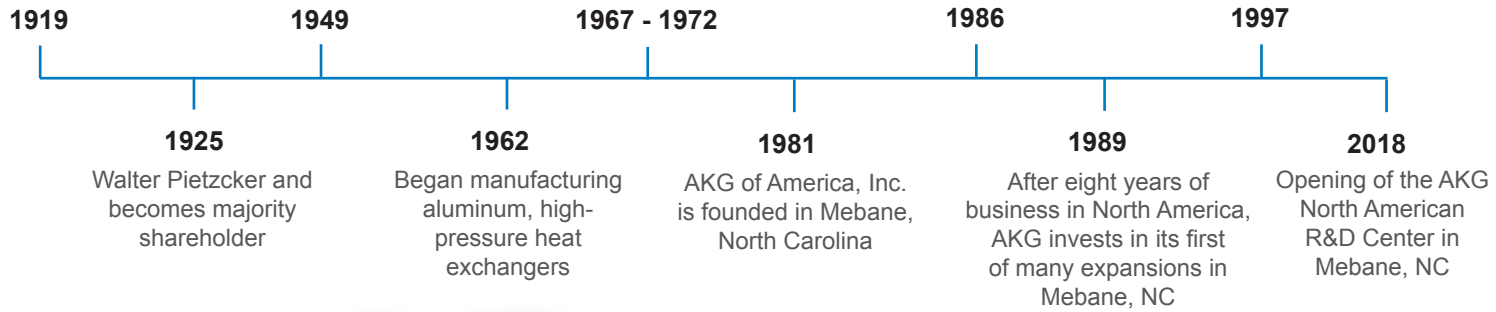 1919
1949
1967 - 1972
1986
1997
1925
Walter Pietzcker and
becomes majority
shareholder
1962
Began manufacturing
aluminum, high-
pressure heat
exchangers
1981
AKG of America, Inc.
is founded in Mebane,
North Carolina
1989
After eight years of
business in North America,
AKG invests in its first
of many expansions in
Mebane, NC
2018
Opening of the AKG
North American
R&D Center in
Mebane, NC